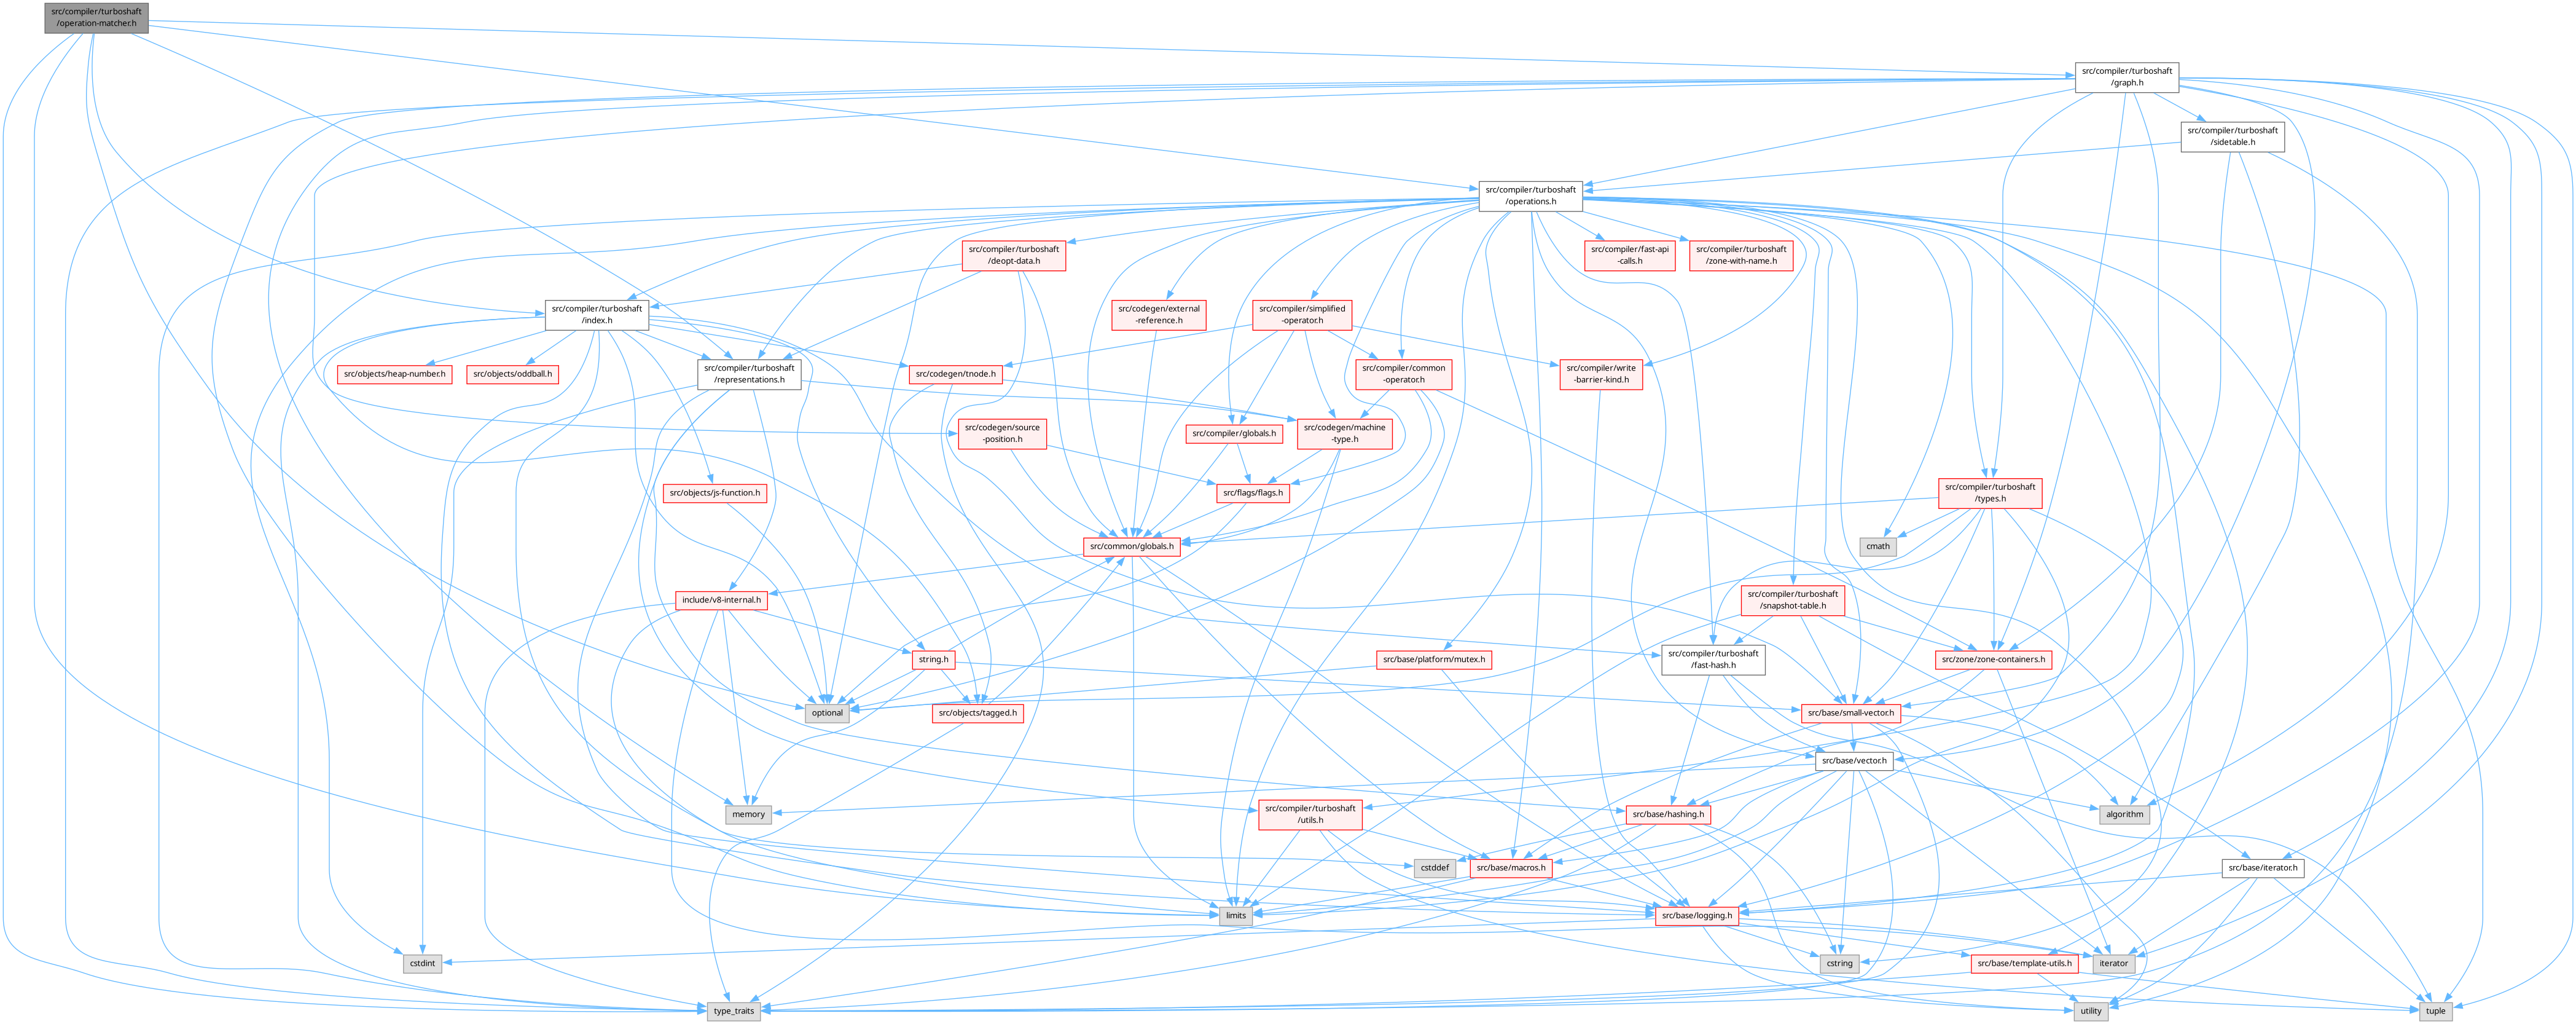 src/compiler/turboshaft
/operation-matcher.h
src/compiler/turboshaft
/graph.h
src/compiler/turboshaft
/sidetable.h
src/compiler/turboshaft
/operations.h
src/compiler/turboshaft
/deopt-data.h
src/compiler/fast-api
-calls.h
src/compiler/turboshaft
/zone-with-name.h
src/compiler/turboshaft
/index.h
src/codegen/external
-reference.h
src/compiler/simplified
-operator.h
src/objects/heap-number.h
src/objects/oddball.h
src/compiler/turboshaft
/representations.h
src/codegen/tnode.h
src/compiler/common
-operator.h
src/compiler/write
-barrier-kind.h
src/codegen/source
-position.h
src/compiler/globals.h
src/codegen/machine
-type.h
src/objects/js-function.h
src/flags/flags.h
src/compiler/turboshaft
/types.h
src/common/globals.h
cmath
include/v8-internal.h
src/compiler/turboshaft
/snapshot-table.h
string.h
src/base/platform/mutex.h
src/compiler/turboshaft
/fast-hash.h
src/zone/zone-containers.h
optional
src/objects/tagged.h
src/base/small-vector.h
src/base/vector.h
memory
src/compiler/turboshaft
/utils.h
src/base/hashing.h
algorithm
cstddef
src/base/macros.h
src/base/iterator.h
limits
src/base/logging.h
cstdint
cstring
src/base/template-utils.h
iterator
type_traits
utility
tuple